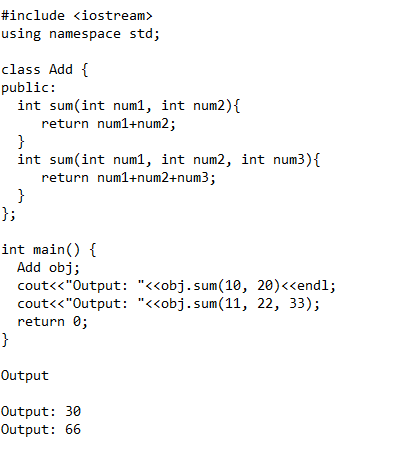 #include <iostream>
using namespace std;

class Add {
public:
  int sum(int num1, int num2){
     return num1+num2;
  }
  int sum(int num1, int num2, int num3){
     return num1+num2+num3;
  }
};

int main() {
  Add obj;
  cout<<"Output: "<<obj.sum(10, 20)<<endl;
  cout<<"Output: "<<obj.sum(11, 22, 33);
  return 0;
}

Output

Output: 30
Output: 66